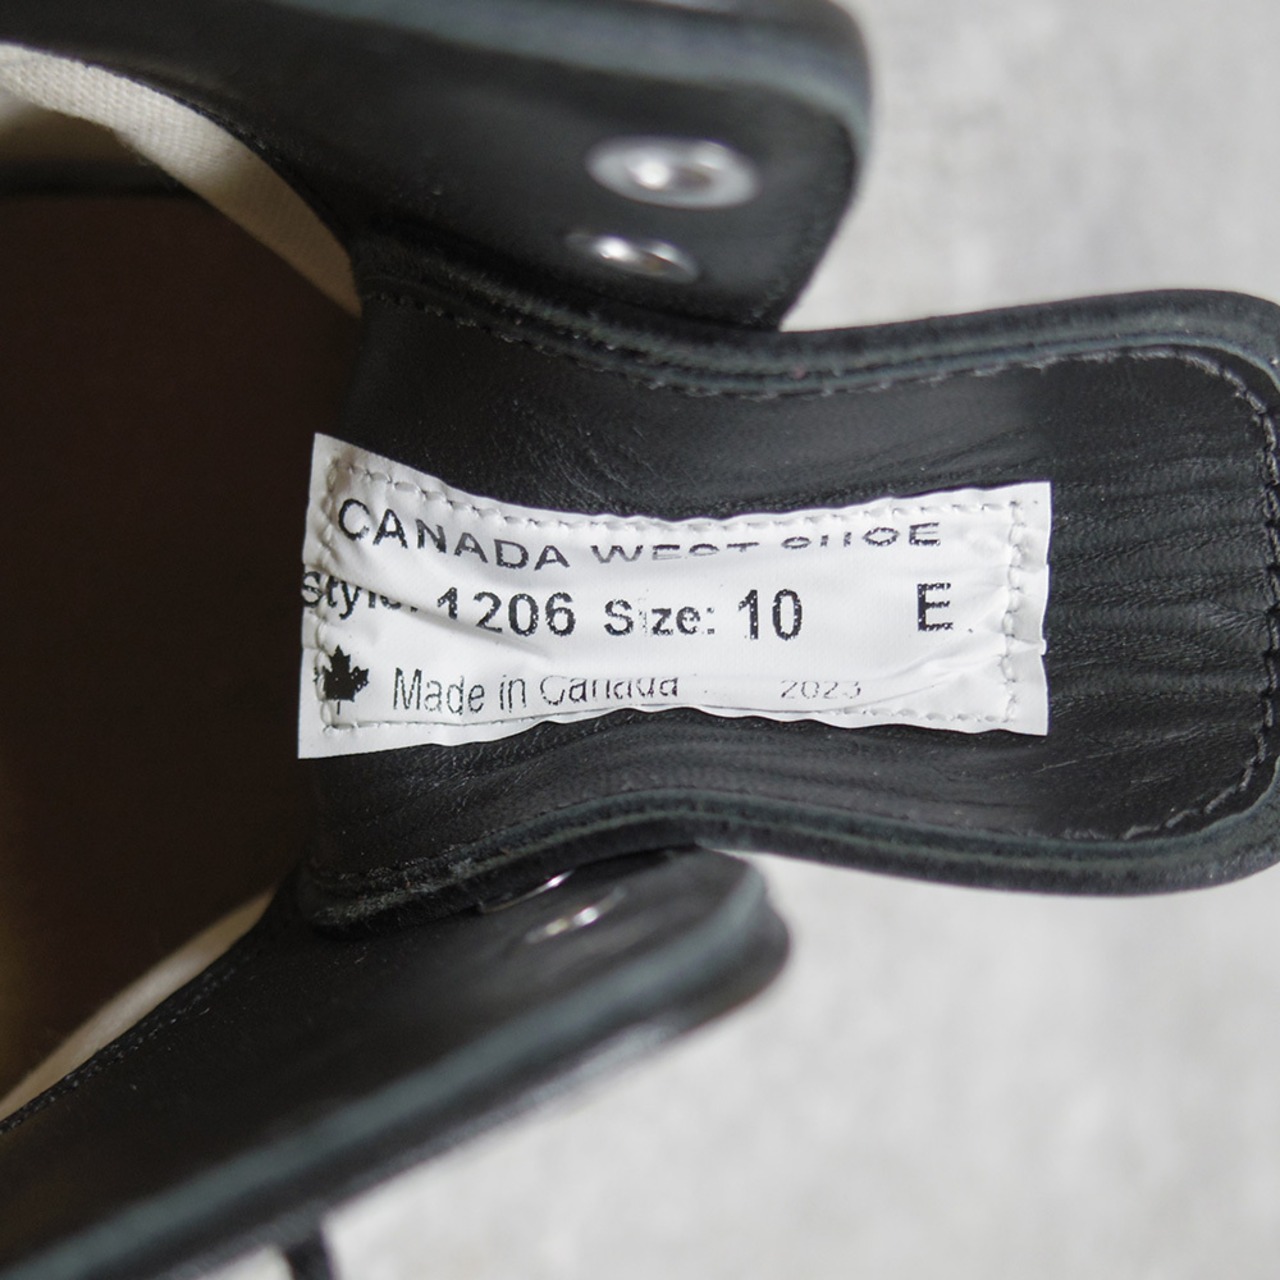 CANADA WEST SHOE
Style: 1206 Size: 10 E
Made in Canada 2023